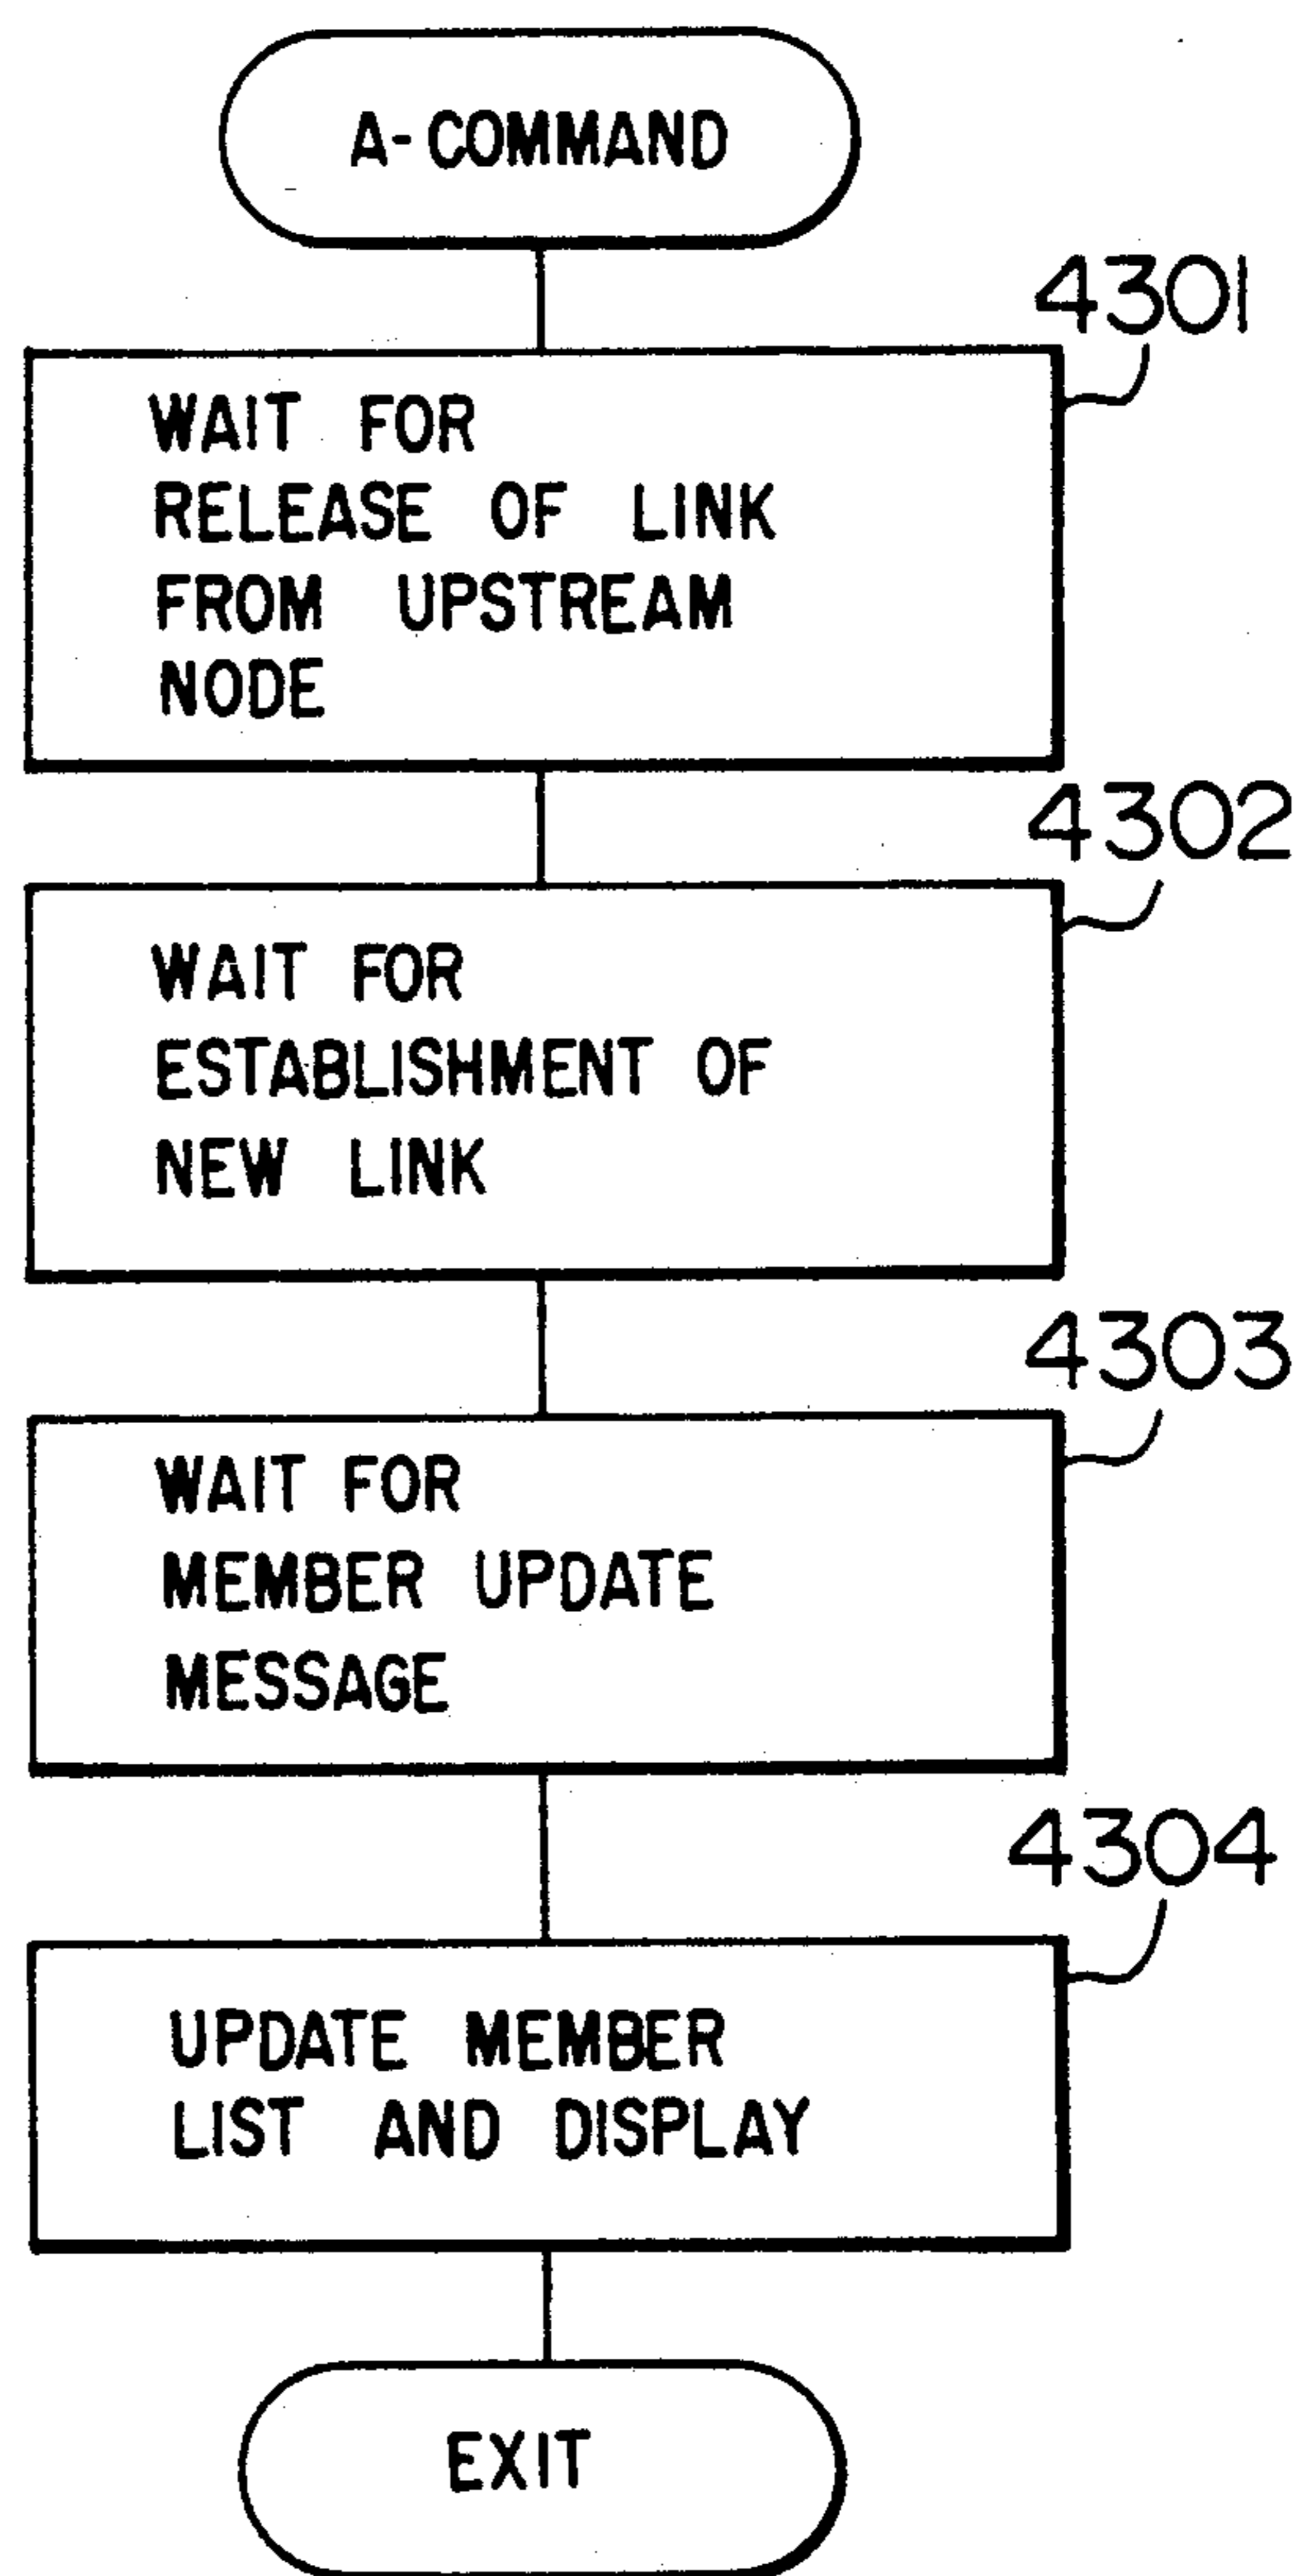 A-COMMAND
4301
WAIT FOR
RELEASE OF LINK
FROM UPSTREAM
NODE
4302
WAIT FOR
ESTABLISHMENT OF
NEW LINK
4303
WAIT FOR
MEMBER UPDATE
MESSAGE
4304
UPDATE MEMBER
LIST AND DISPLAY
EXIT